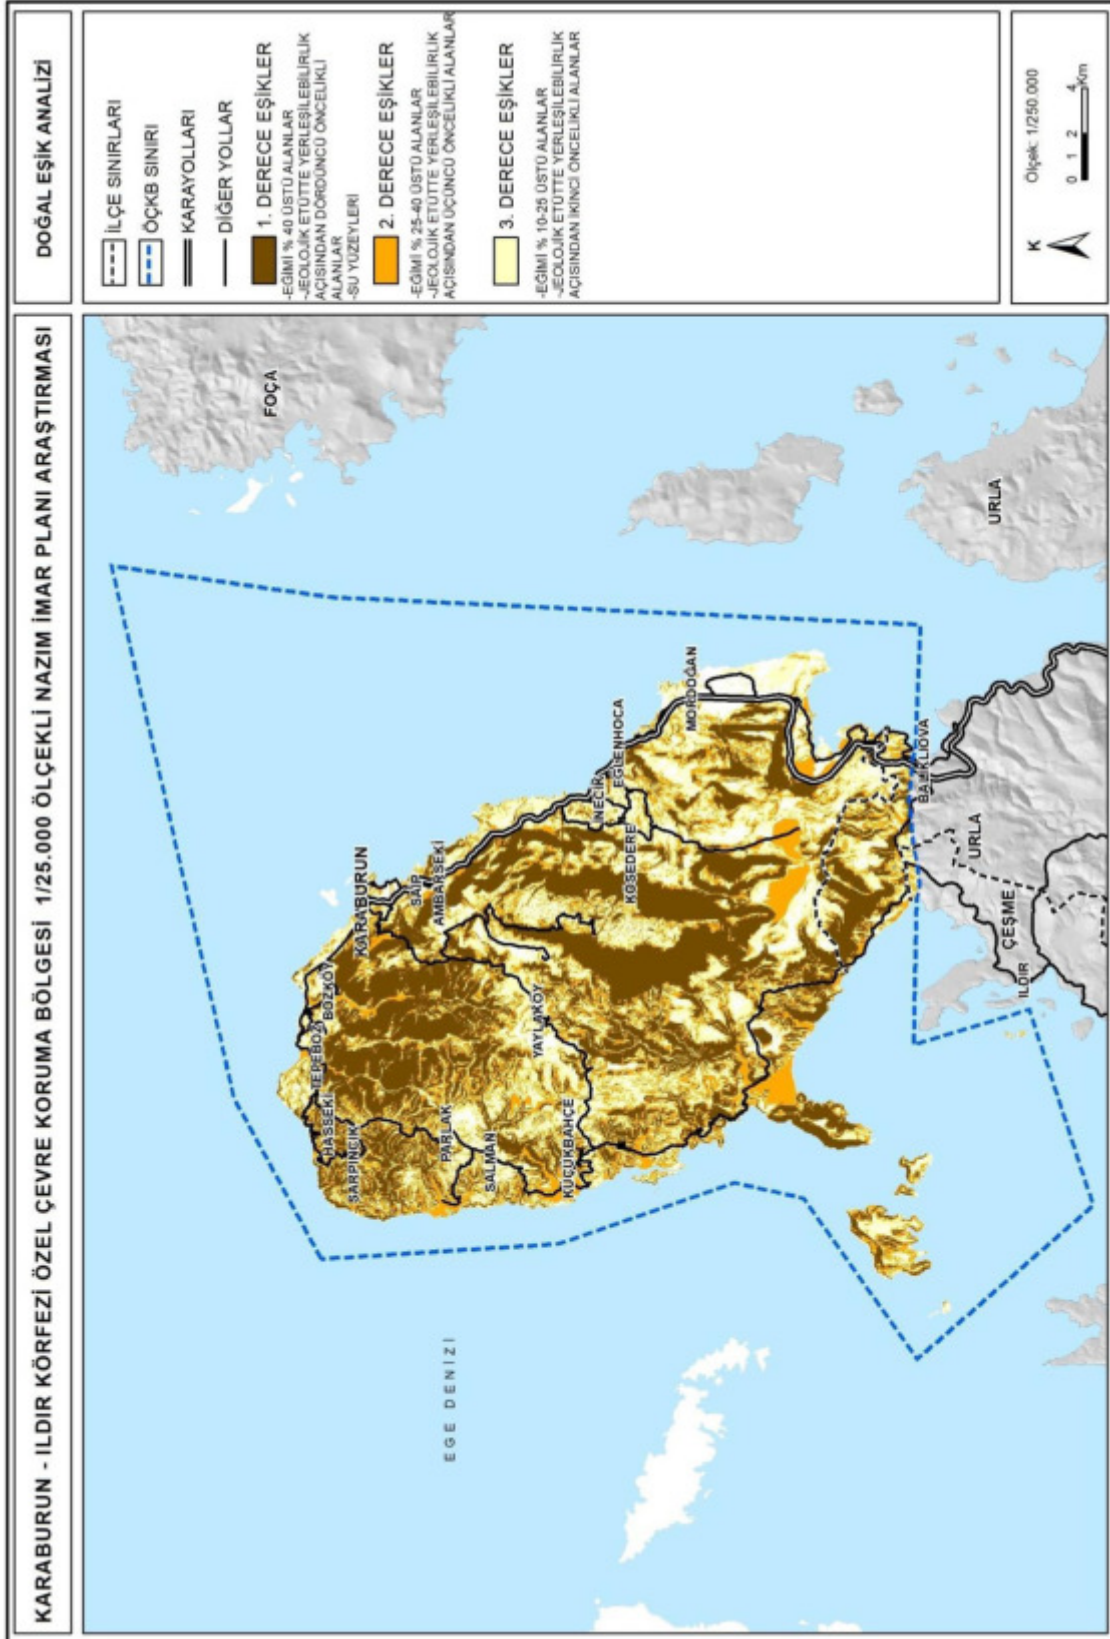 KARABURUN - ILDIR KÖRFEZİ ÖZEL ÇEVRE KORUMA BÖLGESİ 1/25.000 ÖLÇEKLİ NAZIM İMAR PLANI ARAŞTIRMASI
DOĞAL EŞİK ANALİZİ
İLÇE SINIRLARI
ÖÇKB SINIRI
KARAYOLLARI
DİĞER YOLLAR
1. DERECE EŞİKLER
-EĞİMİ % 40 ÜSTÜ ALANLAR
-JEOLOJİK ETÜTTE YERLEŞİLEBİLİRLİK
AÇISINDAN DÖRDÜNCÜ ÖNCELİKLİ
ALANLAR
-SU YÜZEYLERİ
2. DERECE EŞİKLER
-EĞİMİ % 25-40 ÜSTÜ ALANLAR
-JEOLOJİK ETÜTTE YERLEŞİLEBİLİRLİK
AÇISINDAN ÜÇÜNCÜ ÖNCELİKLİ ALANLAR
3. DERECE EŞİKLER
-EĞİMİ % 10-25 ÜSTÜ ALANLAR
-JEOLOJİK ETÜTTE YERLEŞİLEBİLİRLİK
AÇISINDAN İKİNCİ ÖNCELİKLİ ALANLAR
K
Ölçek: 1/250.000
0 1 2 4
Km
FOÇA
URLA
MORDOĞAN
EGLENHOCA
İNECİK
KÖSEDERE
KARABURUN
SAİP
AMBARSEKİ
BOZKÖY
TEPEBOZ
HASSEKİ
SARPINCIK
PARLAK
SALMAN
YAYLAKÖY
KÜÇÜKBAHÇE
BALIKLIOVA
URLA
ÇEŞME
ILDIR
EGE DENİZİ